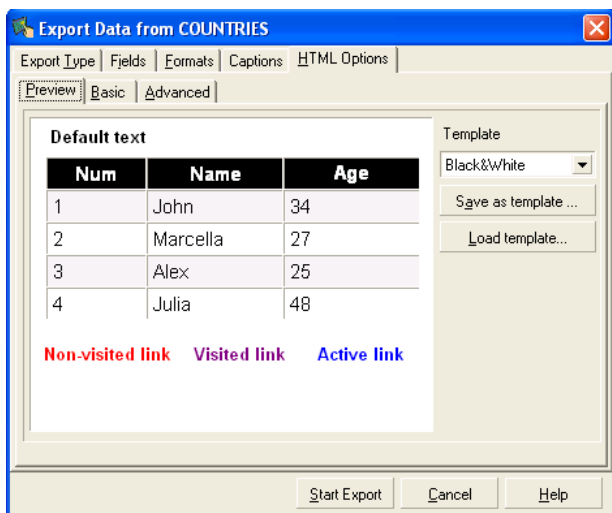 Export Data from COUNTRIES
Export Type Fields Formats Captions HTML Options
Preview Basic Advanced
Default text
Num Name Age
1 John 34
2 Marcella 27
3 Alex 25
4 Julia 48
Non-visited link Visited link Active link
Template
Black&White
Save as template ...
Load template...
Start Export Cancel Help